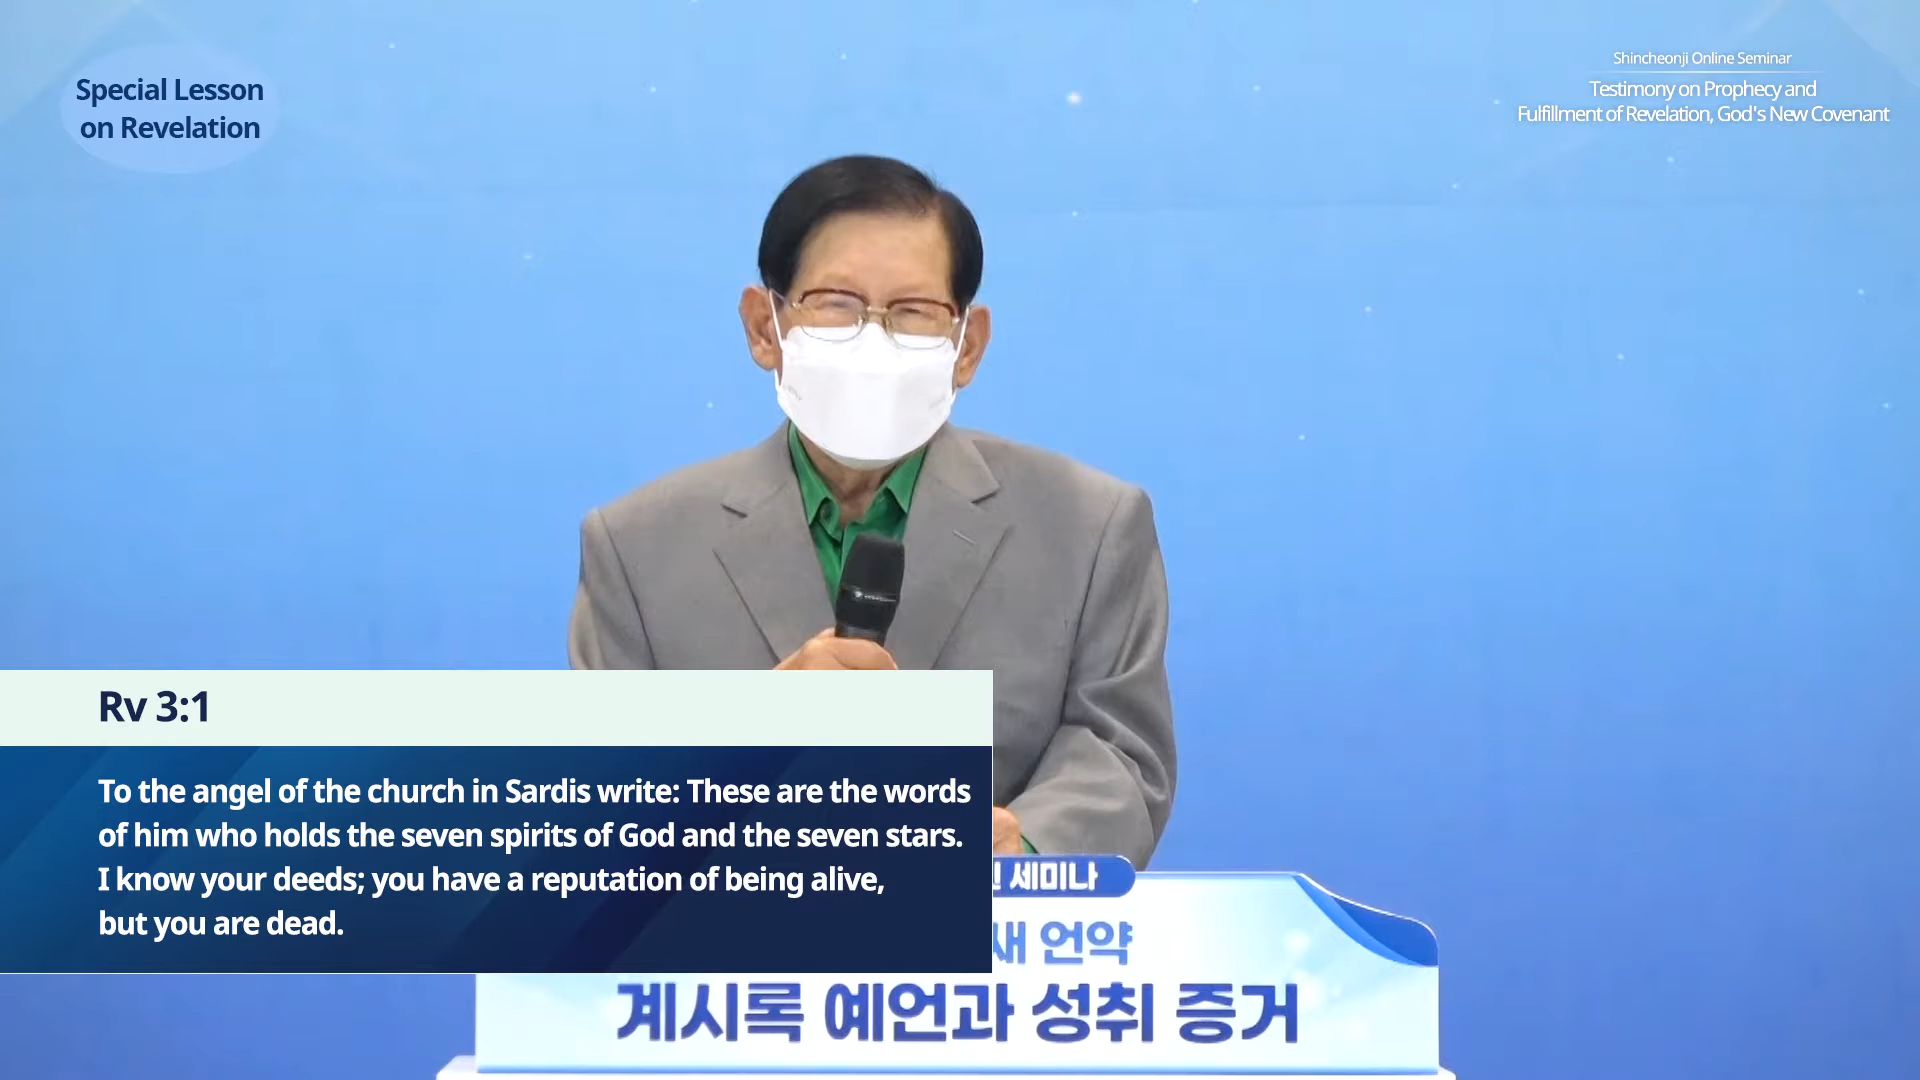 Special Lesson
on Revelation
Shincheonji Online Seminar
Testimony on Prophecy and
Fulfillment of Revelation, God's New Covenant
Rv 3:1
To the angel of the church in Sardis write: These are the words
of him who holds the seven spirits of God and the seven stars.
I know your deeds; you have a reputation of being alive,
but you are dead.
세미나
새 언약
계시록 예언과 성취 증거